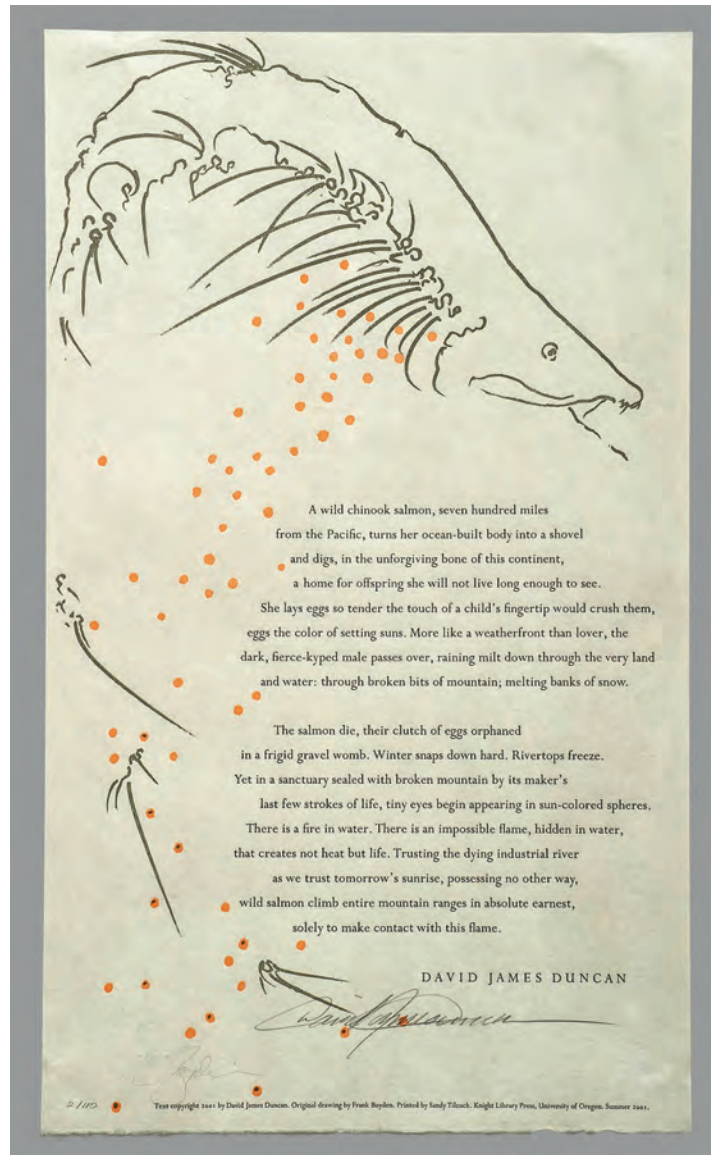 A wild chinook salmon, seven hundred miles
from the Pacific, turns her ocean-built body into a shovel
and digs, in the unforgiving bone of this continent,
a home for offspring she will not live long enough to see.
She lays eggs so tender the touch of a child's fingertip would crush them,
eggs the color of setting suns. More like a weatherfront than lover, the
dark, fierce-kyped male passes over, raining milt down through the very land
and water: through broken bits of mountain; melting banks of snow.
The salmon die, their clutch of eggs orphaned
in a frigid gravel womb. Winter snaps down hard. Rivertops freeze.
Yet in a sanctuary sealed with broken mountain by its maker's
last few strokes of life, tiny eyes begin appearing in sun-colored spheres.
There is a fire in water. There is an impossible flame, hidden in water,
that creates not heat but life. Trusting the dying industrial river
as we trust tomorrow's sunrise, possessing no other way,
wild salmon climb entire mountain ranges in absolute earnest,
solely to make contact with this flame.
DAVID JAMES DUNCAN
David James Duncan
Boyden
2/110
Text copyright 2001 by David James Duncan. Original drawing by Frank Boyden. Printed by Sandy Tilcock. Knight Library Press, University of Oregon. Summer 2001.